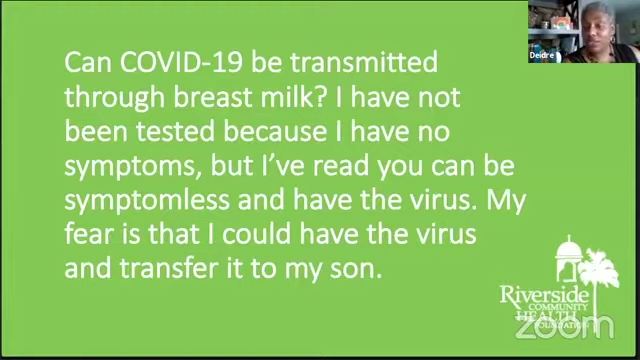 Can COVID-19 be transmitted
through breast milk? I have not
been tested because I have no
symptoms, but I've read you can be
symptomless and have the virus. My
fear is that I could have the virus
and transfer it to my son.
Deidre
Riverside
COMMUNITY
HEALTH
FOUNDATION
zoom